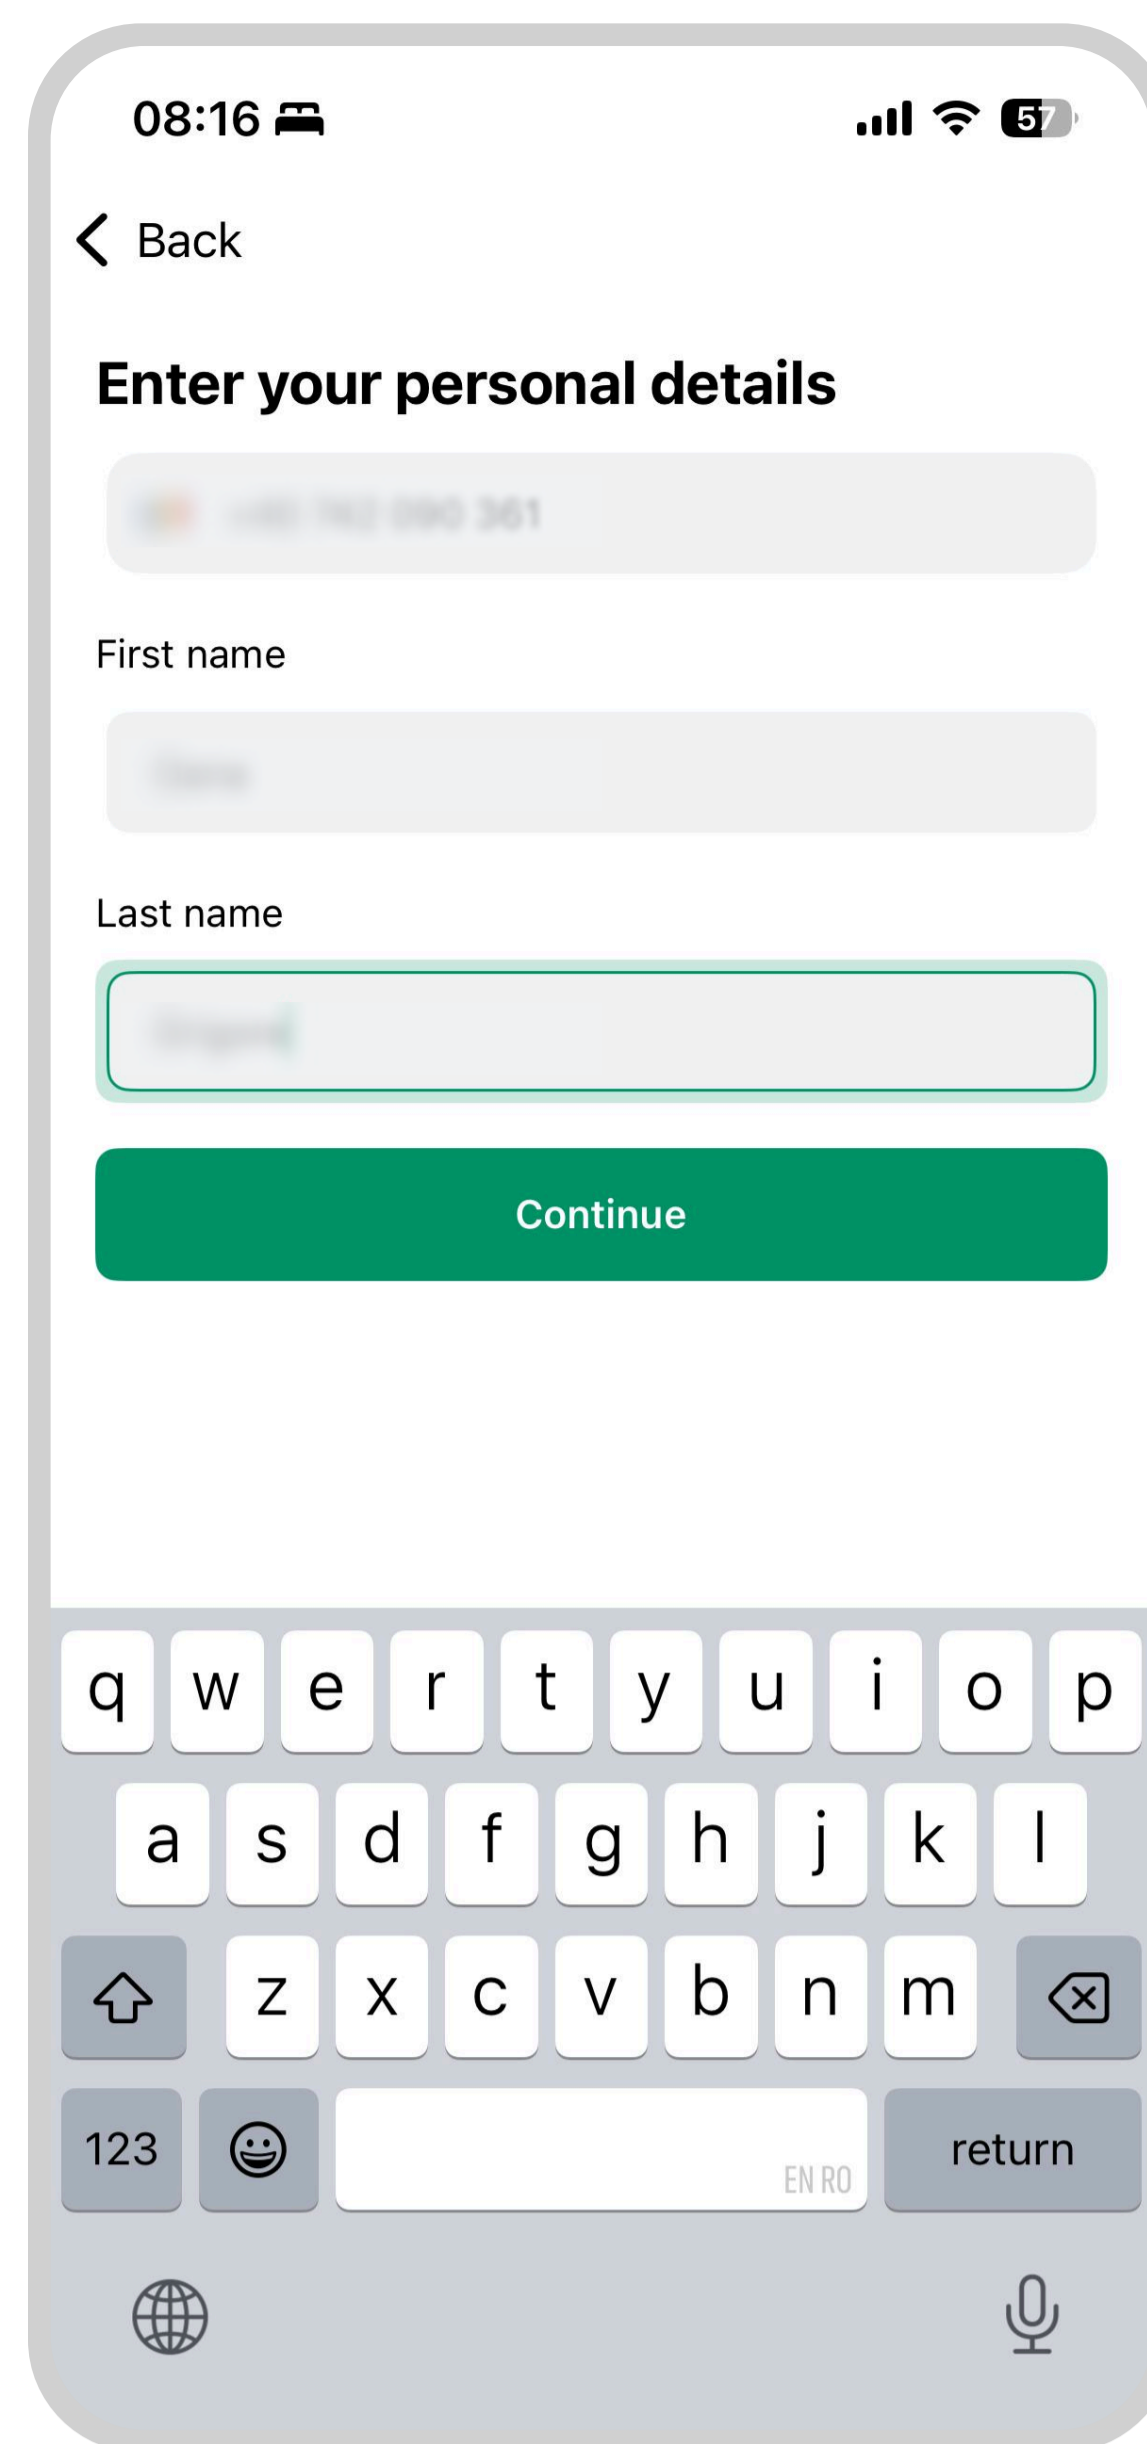 08:16
57
Back
Enter your personal details
First name
Last name
Continue
q w e r t y u i o p
a s d f g h j k l
z x c v b n m
123
EN RO
return